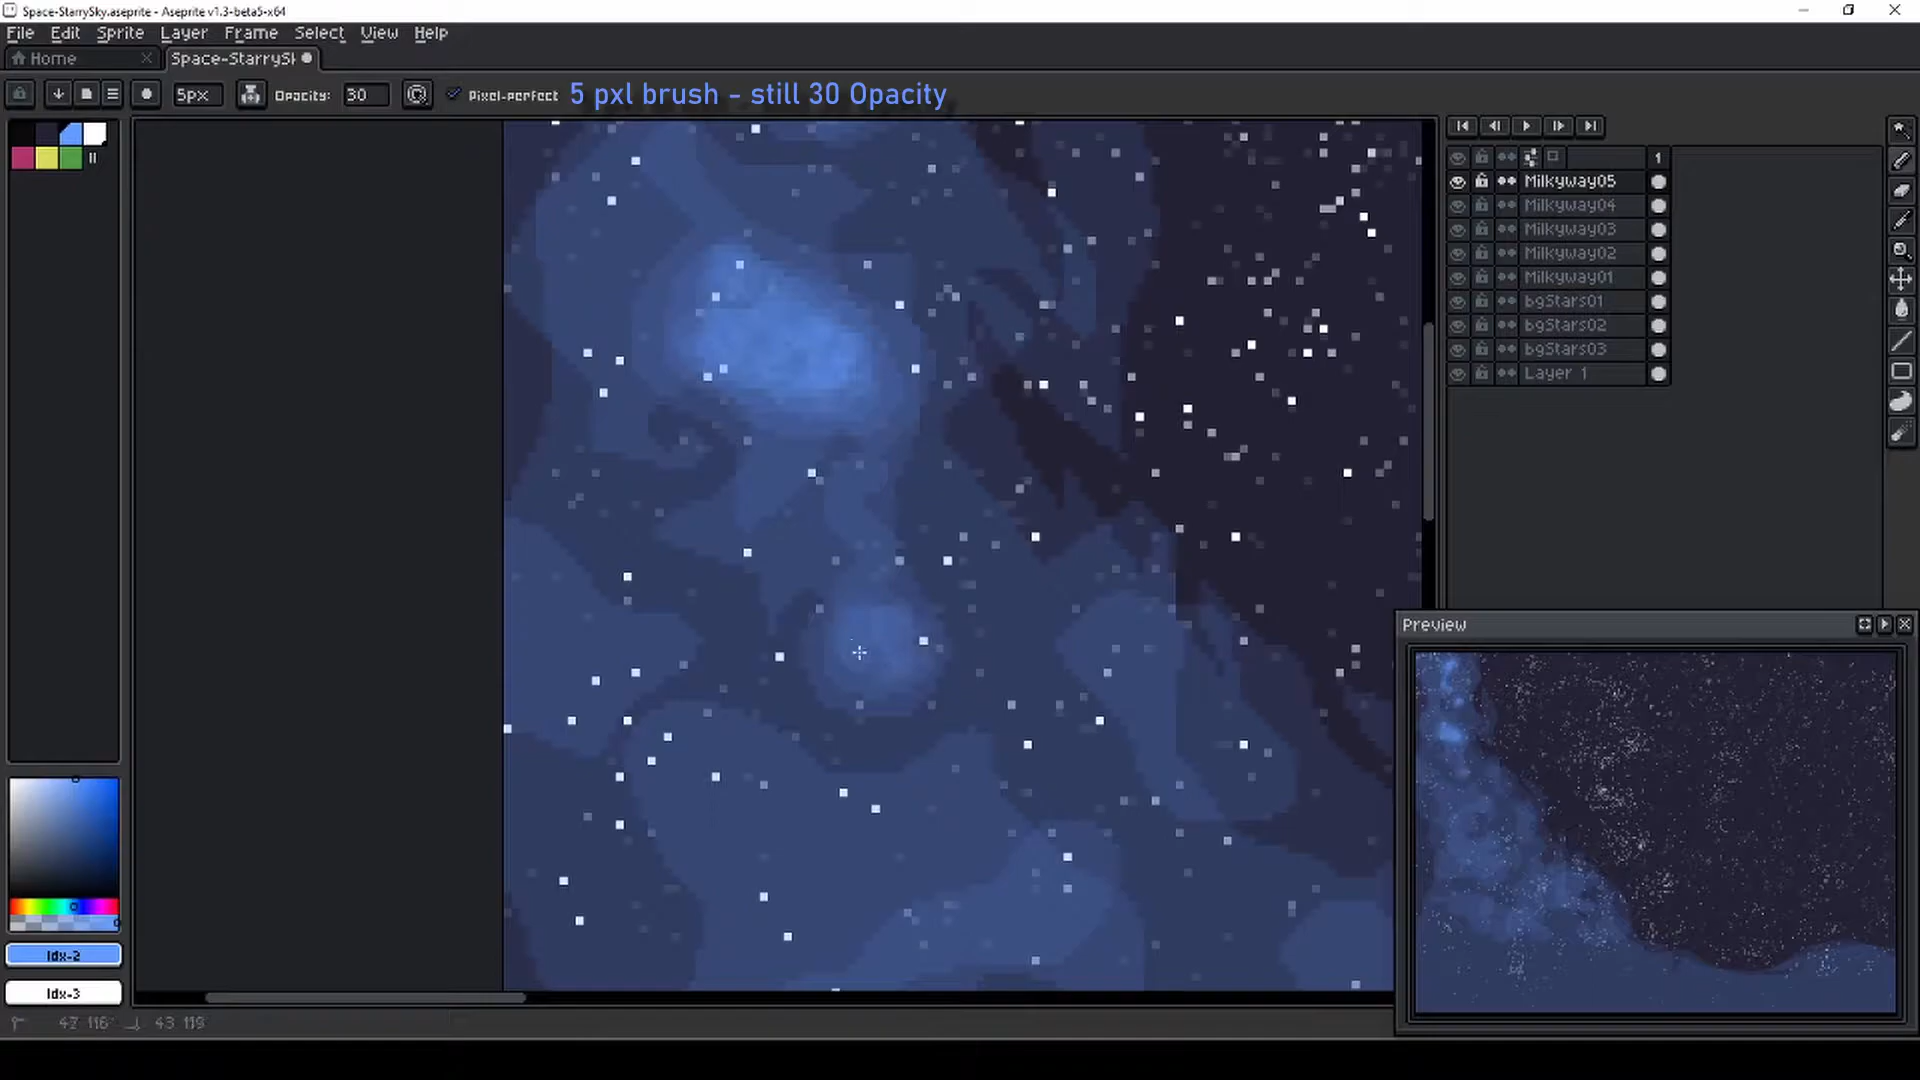 Space-StarrySky.aseprite - Aseprite v1.3-beta5-x64
File Edit Sprite Layer Frame Select View Help
Home Space-StarrySl
5px Opacity: 30 Pixel-perfect 5 pxl brush - still 30 Opacity
1
Milkyway05
Milkyway04
Milkyway03
Milkyway02
Milkyway01
bgStars01
bgStars02
bgStars03
Layer 1
Preview
Idx-2
Idx-3
47 116 43 119